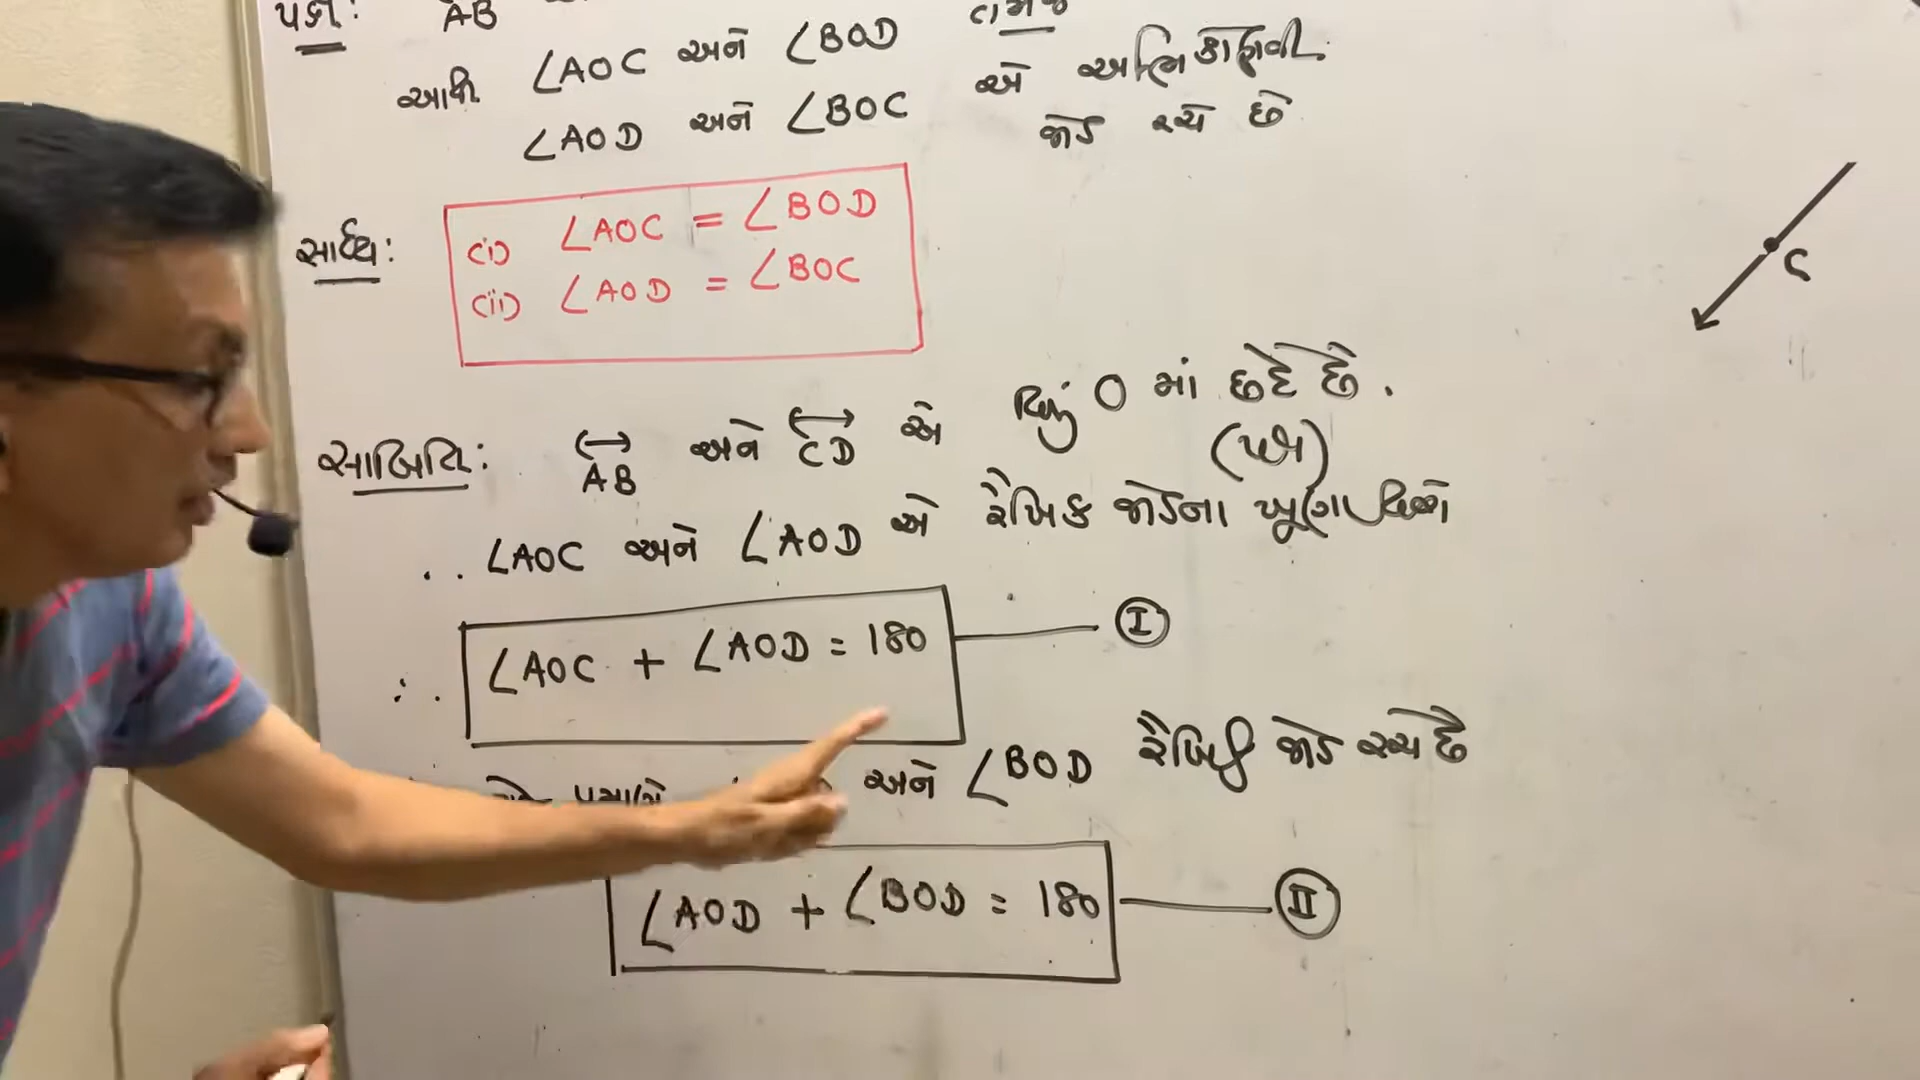 પક્ષ : AB
આથી ∠AOC અને ∠BOD
એ અભિકોણની
∠AOD અને ∠BOC
જોડ રચે છે
સાધ્ય :
(i) ∠AOC = ∠BOD
(ii) ∠AOD = ∠BOC
C
સાબિતિ : AB અને CD એ બિંદુ O માં છેદે છે .
(પક્ષ)
∴ ∠AOC અને ∠AOD એ રૈખિક જોડના ખૂણા
∴ ∠AOC + ∠AOD = 180 I
પ્રમાણે અને ∠BOD રૈખિક જોડ રચે છે
∠AOD + ∠BOD = 180 II